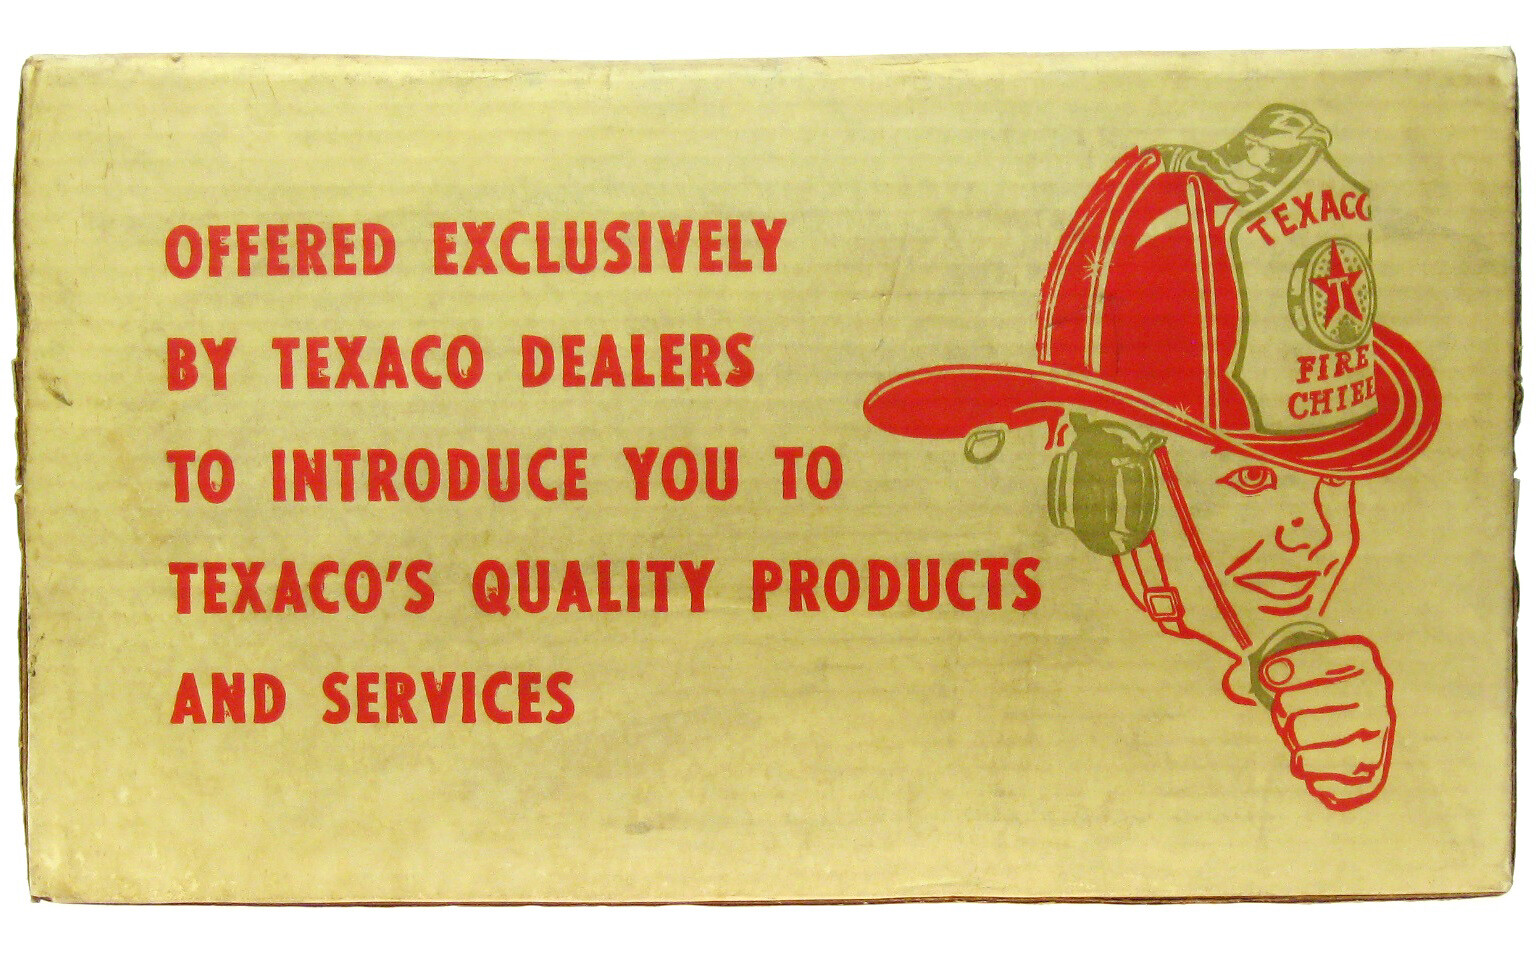 OFFERED EXCLUSIVELY
BY TEXACO DEALERS
TO INTRODUCE YOU TO
TEXACO'S QUALITY PRODUCTS
AND SERVICES
TEXACO
T
FIRE
CHIEF